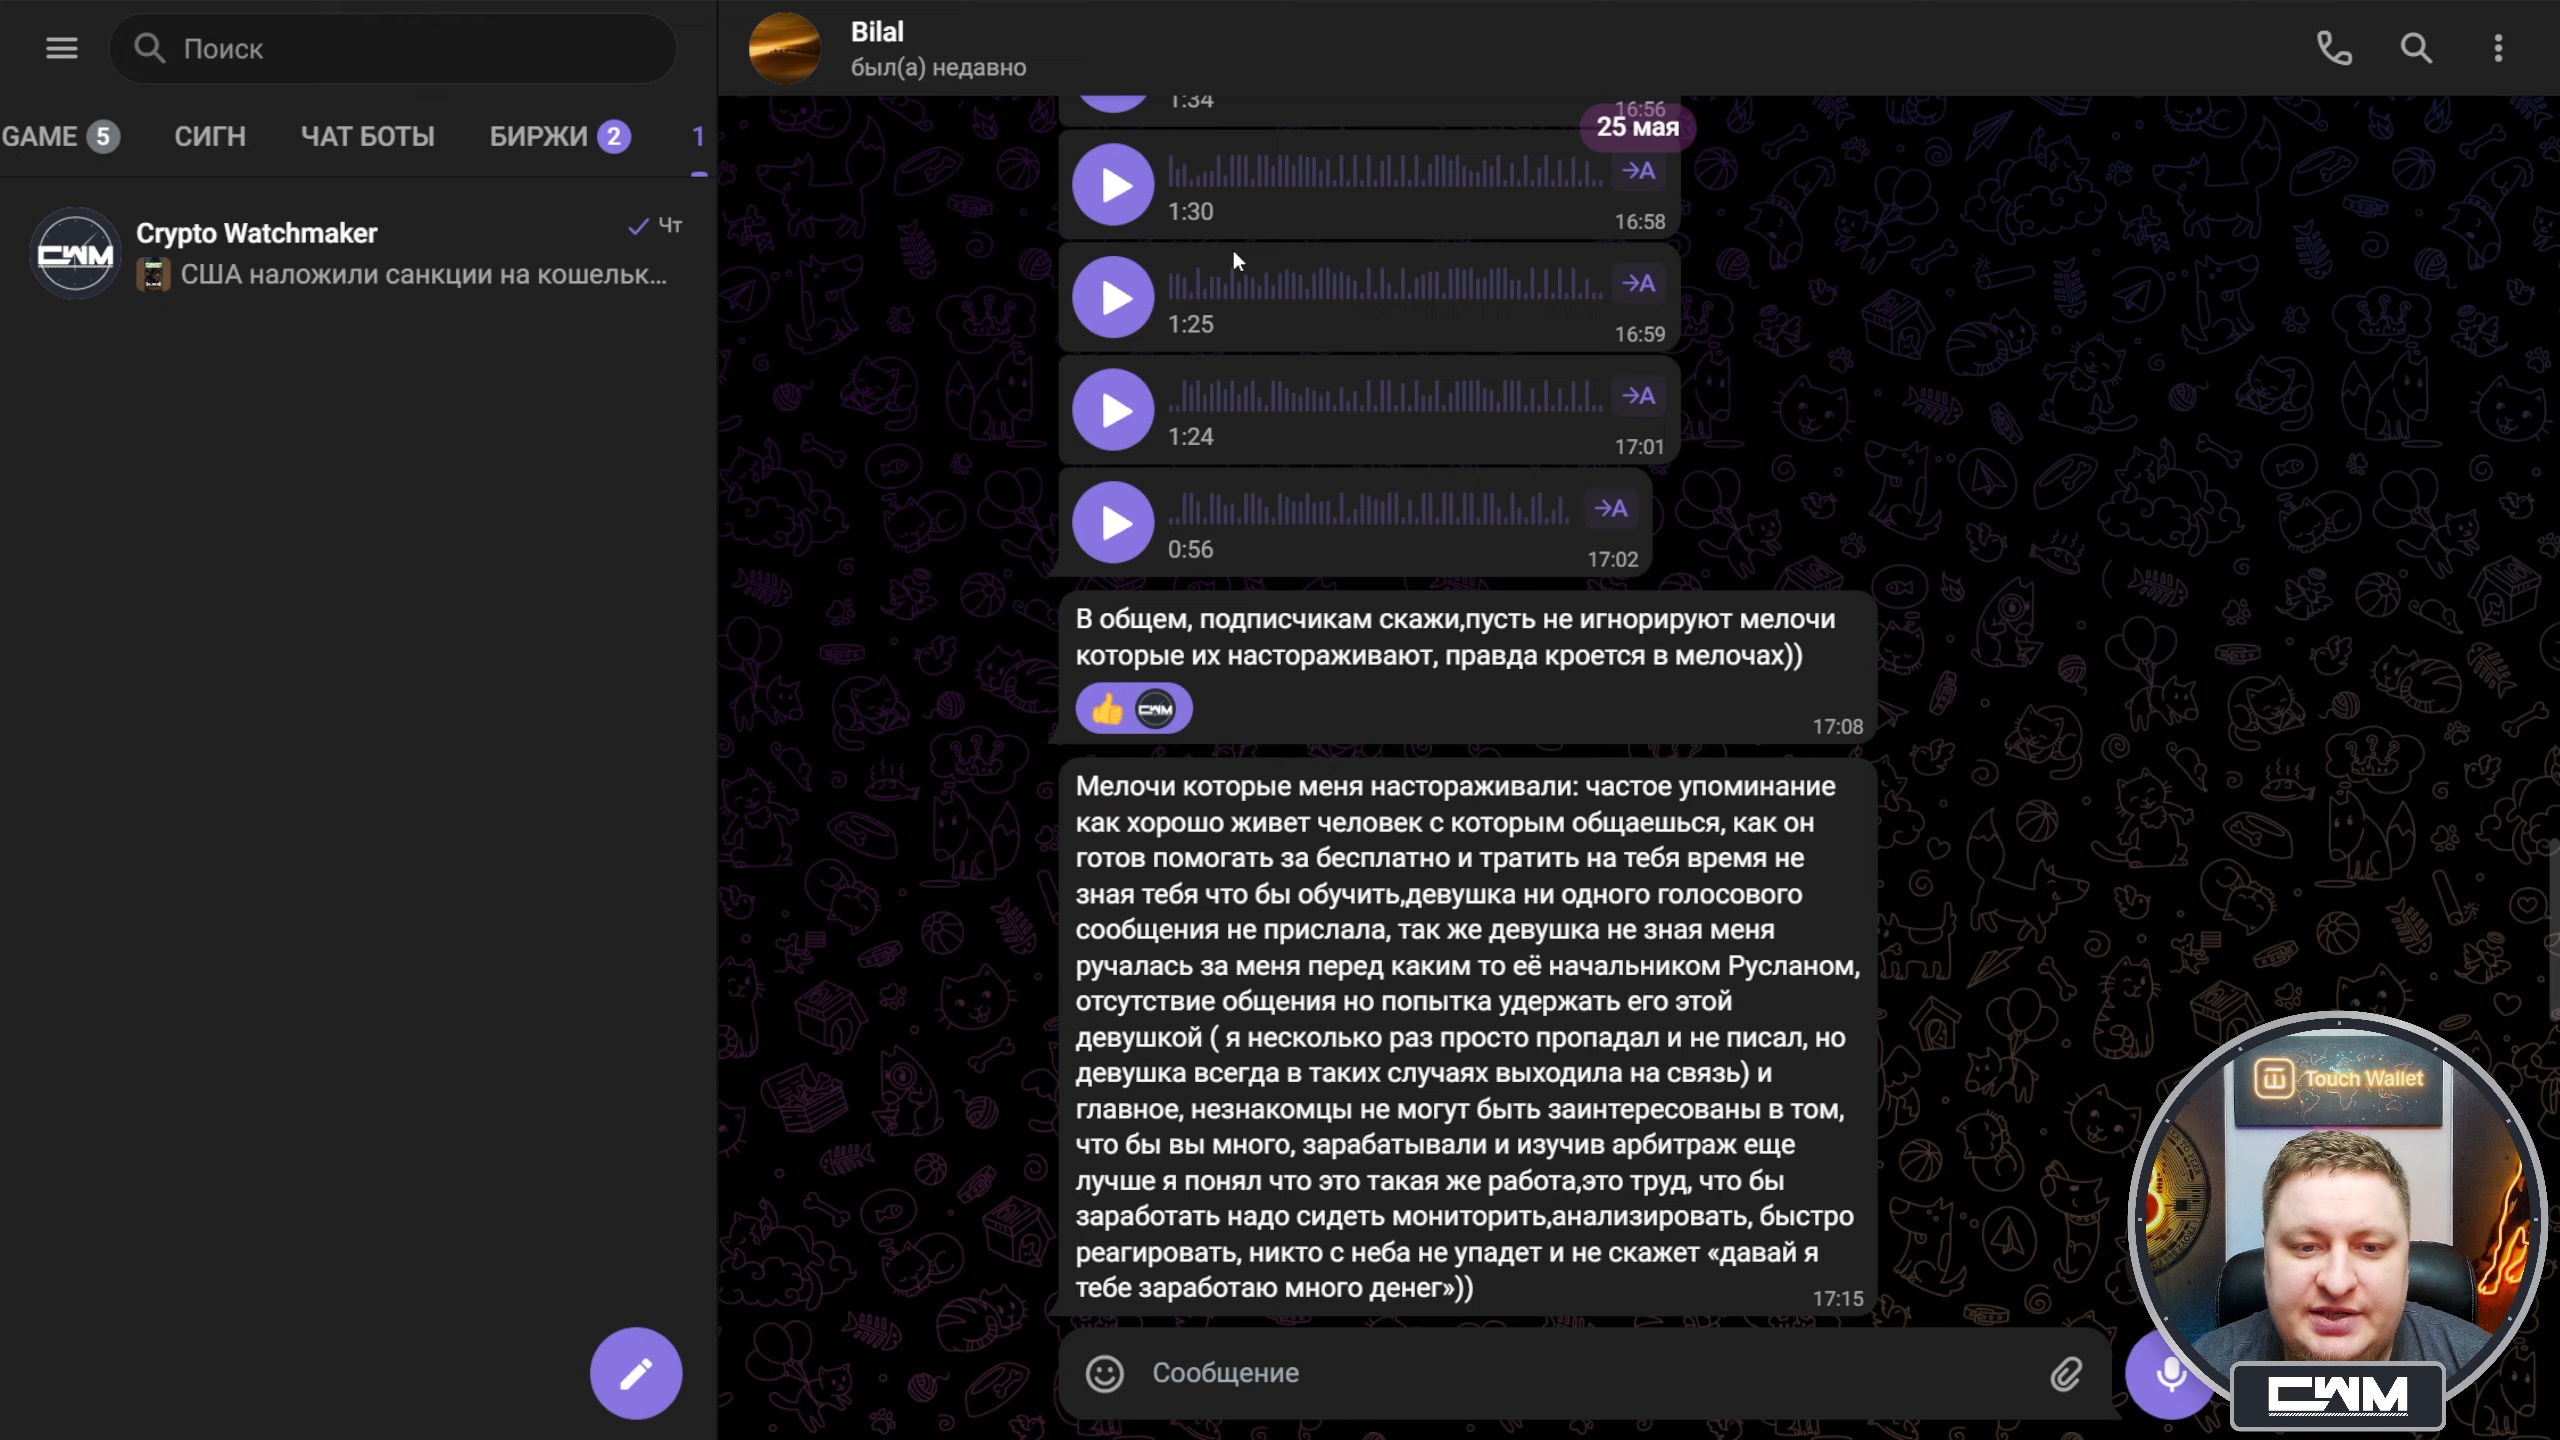 Поиск
GAME 5 СИГН ЧАТ БОТЫ БИРЖИ 2 1
Crypto Watchmaker Чт
США наложили санкции на кошельк...
CWM
Bilal
был(а) недавно
1:34 16:56
25 мая
→A
1:30 16:58
→A
1:25 16:59
→A
1:24 17:01
→A
0:56 17:02
В общем, подписчикам скажи,пусть не игнорируют мелочи
которые их настораживают, правда кроется в мелочах))
CWM
17:08
Мелочи которые меня настораживали: частое упоминание
как хорошо живет человек с которым общаешься, как он
готов помогать за бесплатно и тратить на тебя время не
зная тебя что бы обучить,девушка ни одного голосового
сообщения не прислала, так же девушка не зная меня
ручалась за меня перед каким то её начальником Русланом,
отсутствие общения но попытка удержать его этой
девушкой ( я несколько раз просто пропадал и не писал, но
девушка всегда в таких случаях выходила на связь) и
главное, незнакомцы не могут быть заинтересованы в том,
что бы вы много, зарабатывали и изучив арбитраж еще
лучше я понял что это такая же работа,это труд, что бы
заработать надо сидеть мониторить,анализировать, быстро
реагировать, никто с неба не упадет и не скажет «давай я
тебе заработаю много денег»))
17:15
Сообщение
Touch Wallet
CWM